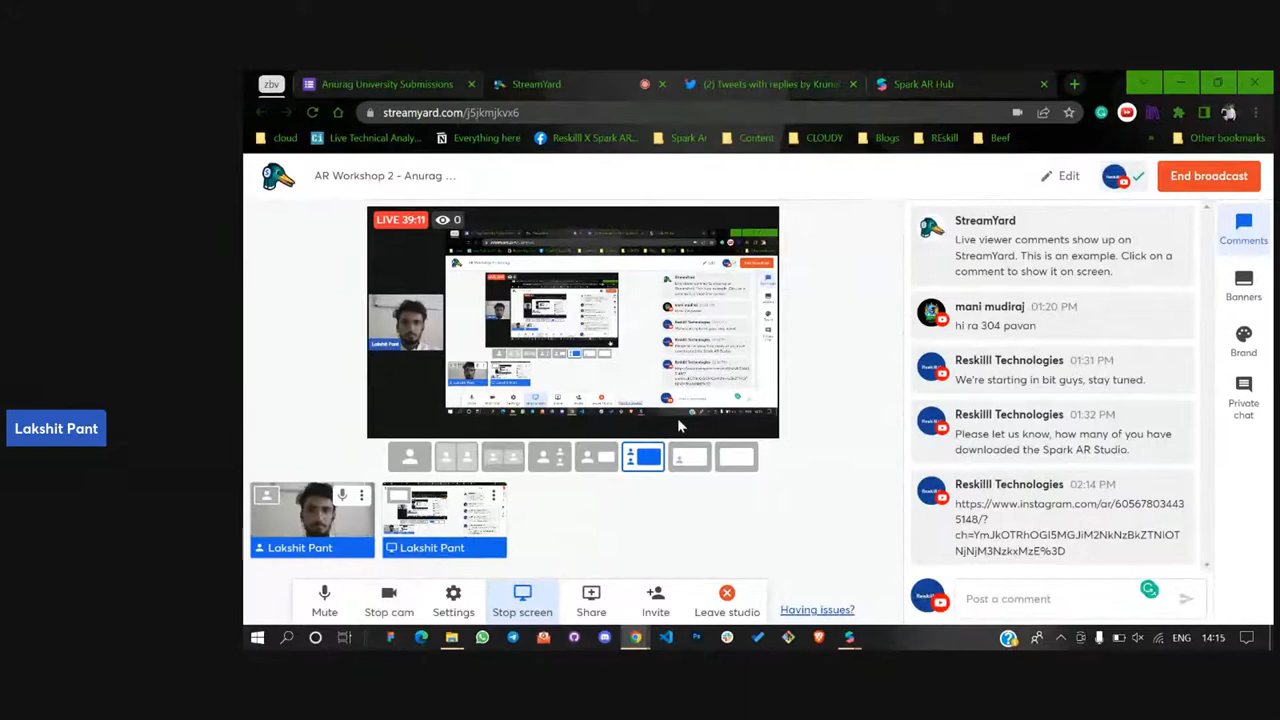 zbv
Anurag University Submissions
StreamYard
(2) Tweets with replies by Krunal
Spark AR Hub
streamyard.com/j5jkmjkvx6
cloud
Live Technical Analy...
Everything here
Reskilll X Spark AR...
Spark Ar
Content
CLOUDY
Blogs
REskill
Beef
»
Other bookmarks
AR Workshop 2 - Anurag ...
Edit
End broadcast
LIVE 39:11
0
Lakshit Pant
Lakshit Pant
Lakshit Pant
Lakshit Pant
Mute
Stop cam
Settings
Stop screen
Share
Invite
Leave studio
Having issues?
StreamYard
Live viewer comments show up on
StreamYard. This is an example. Click on a
comment to show it on screen.
mani mudiraj 01:20 PM
304 pavan
Reskilll Technologies 01:31 PM
We're starting in bit guys, stay tuned.
Reskilll Technologies 01:32 PM
Please let us know, how many of you have
downloaded the Spark AR Studio.
Reskilll Technologies 02:14 PM
https://www.instagram.com/ar/60567803443
5148/?
ch=YmJkOTRhOGI5MGJiM2NkNzBkZTNlOT
NjNjM3NzkxMzE%3D
Post a comment
Comments
Banners
Brand
Private
chat
ENG
14:15